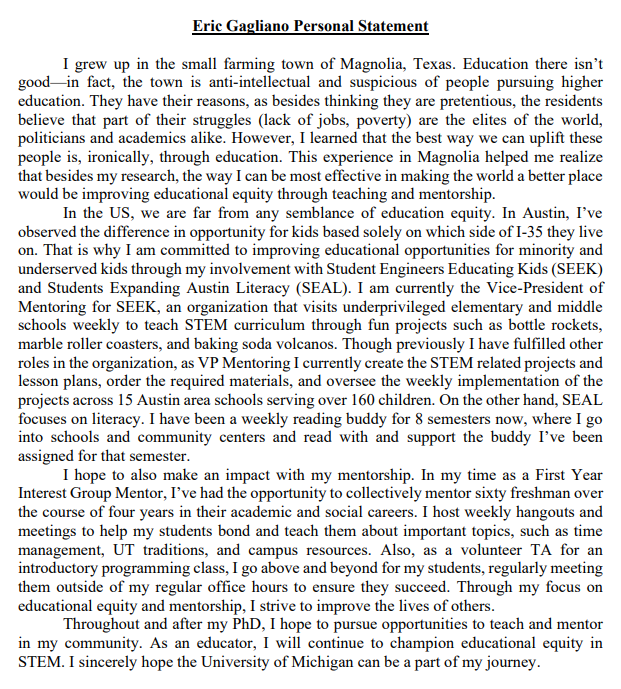 Eric Gagliano Personal Statement
I grew up in the small farming town of Magnolia, Texas. Education there isn't
good—in fact, the town is anti-intellectual and suspicious of people pursuing higher
education. They have their reasons, as besides thinking they are pretentious, the residents
believe that part of their struggles (lack of jobs, poverty) are the elites of the world,
politicians and academics alike. However, I learned that the best way we can uplift these
people is, ironically, through education. This experience in Magnolia helped me realize
that besides my research, the way I can be most effective in making the world a better place
would be improving educational equity through teaching and mentorship.
In the US, we are far from any semblance of education equity. In Austin, I've
observed the difference in opportunity for kids based solely on which side of I-35 they live
on. That is why I am committed to improving educational opportunities for minority and
underserved kids through my involvement with Student Engineers Educating Kids (SEEK)
and Students Expanding Austin Literacy (SEAL). I am currently the Vice-President of
Mentoring for SEEK, an organization that visits underprivileged elementary and middle
schools weekly to teach STEM curriculum through fun projects such as bottle rockets,
marble roller coasters, and baking soda volcanos. Though previously I have fulfilled other
roles in the organization, as VP Mentoring I currently create the STEM related projects and
lesson plans, order the required materials, and oversee the weekly implementation of the
projects across 15 Austin area schools serving over 160 children. On the other hand, SEAL
focuses on literacy. I have been a weekly reading buddy for 8 semesters now, where I go
into schools and community centers and read with and support the buddy I've been
assigned for that semester.
I hope to also make an impact with my mentorship. In my time as a First Year
Interest Group Mentor, I've had the opportunity to collectively mentor sixty freshman over
the course of four years in their academic and social careers. I host weekly hangouts and
meetings to help my students bond and teach them about important topics, such as time
management, UT traditions, and campus resources. Also, as a volunteer TA for an
introductory programming class, I go above and beyond for my students, regularly meeting
them outside of my regular office hours to ensure they succeed. Through my focus on
educational equity and mentorship, I strive to improve the lives of others.
Throughout and after my PhD, I hope to pursue opportunities to teach and mentor
in my community. As an educator, I will continue to champion educational equity in
STEM. I sincerely hope the University of Michigan can be a part of my journey.